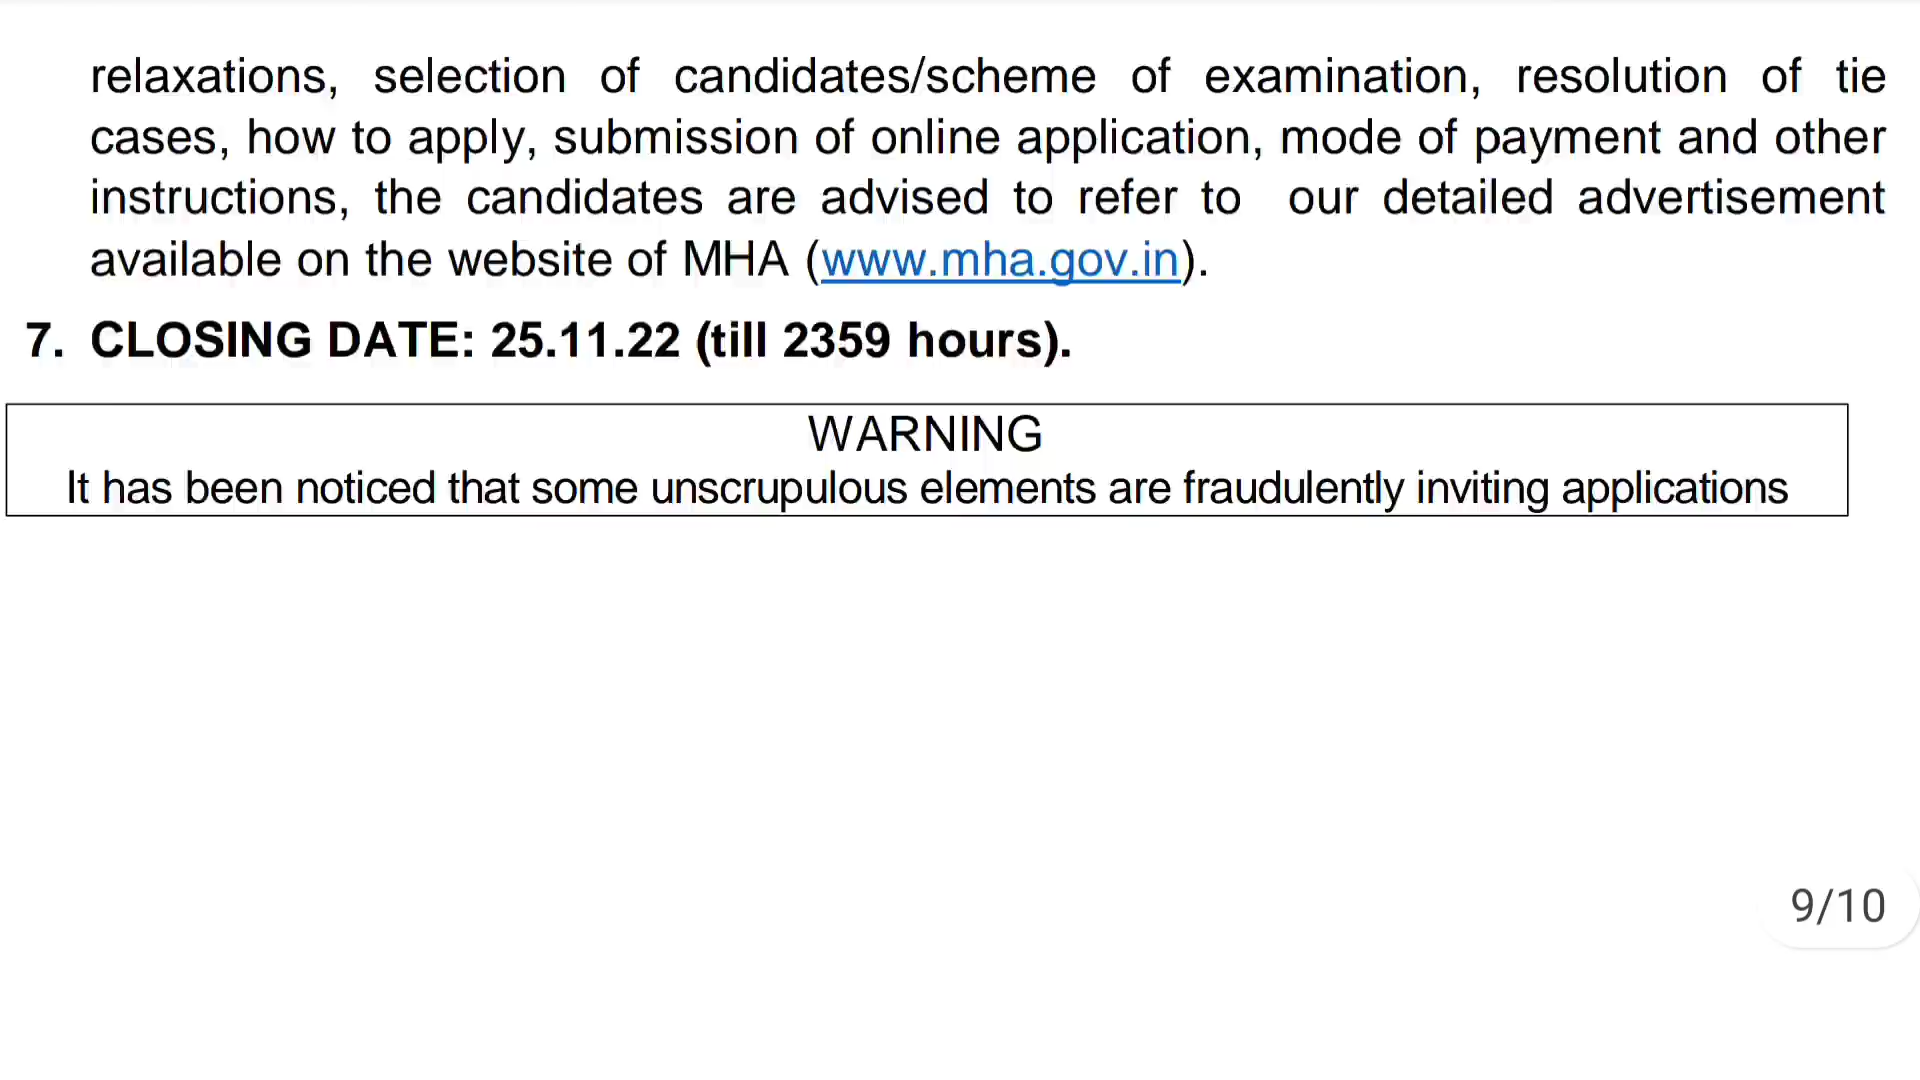 relaxations, selection of candidates/scheme of examination, resolution of tie
cases, how to apply, submission of online application, mode of payment and other
instructions, the candidates are advised to refer to our detailed advertisement
available on the website of MHA (www.mha.gov.in).
7. CLOSING DATE: 25.11.22 (till 2359 hours).
WARNING
It has been noticed that some unscrupulous elements are fraudulently inviting applications
9/10